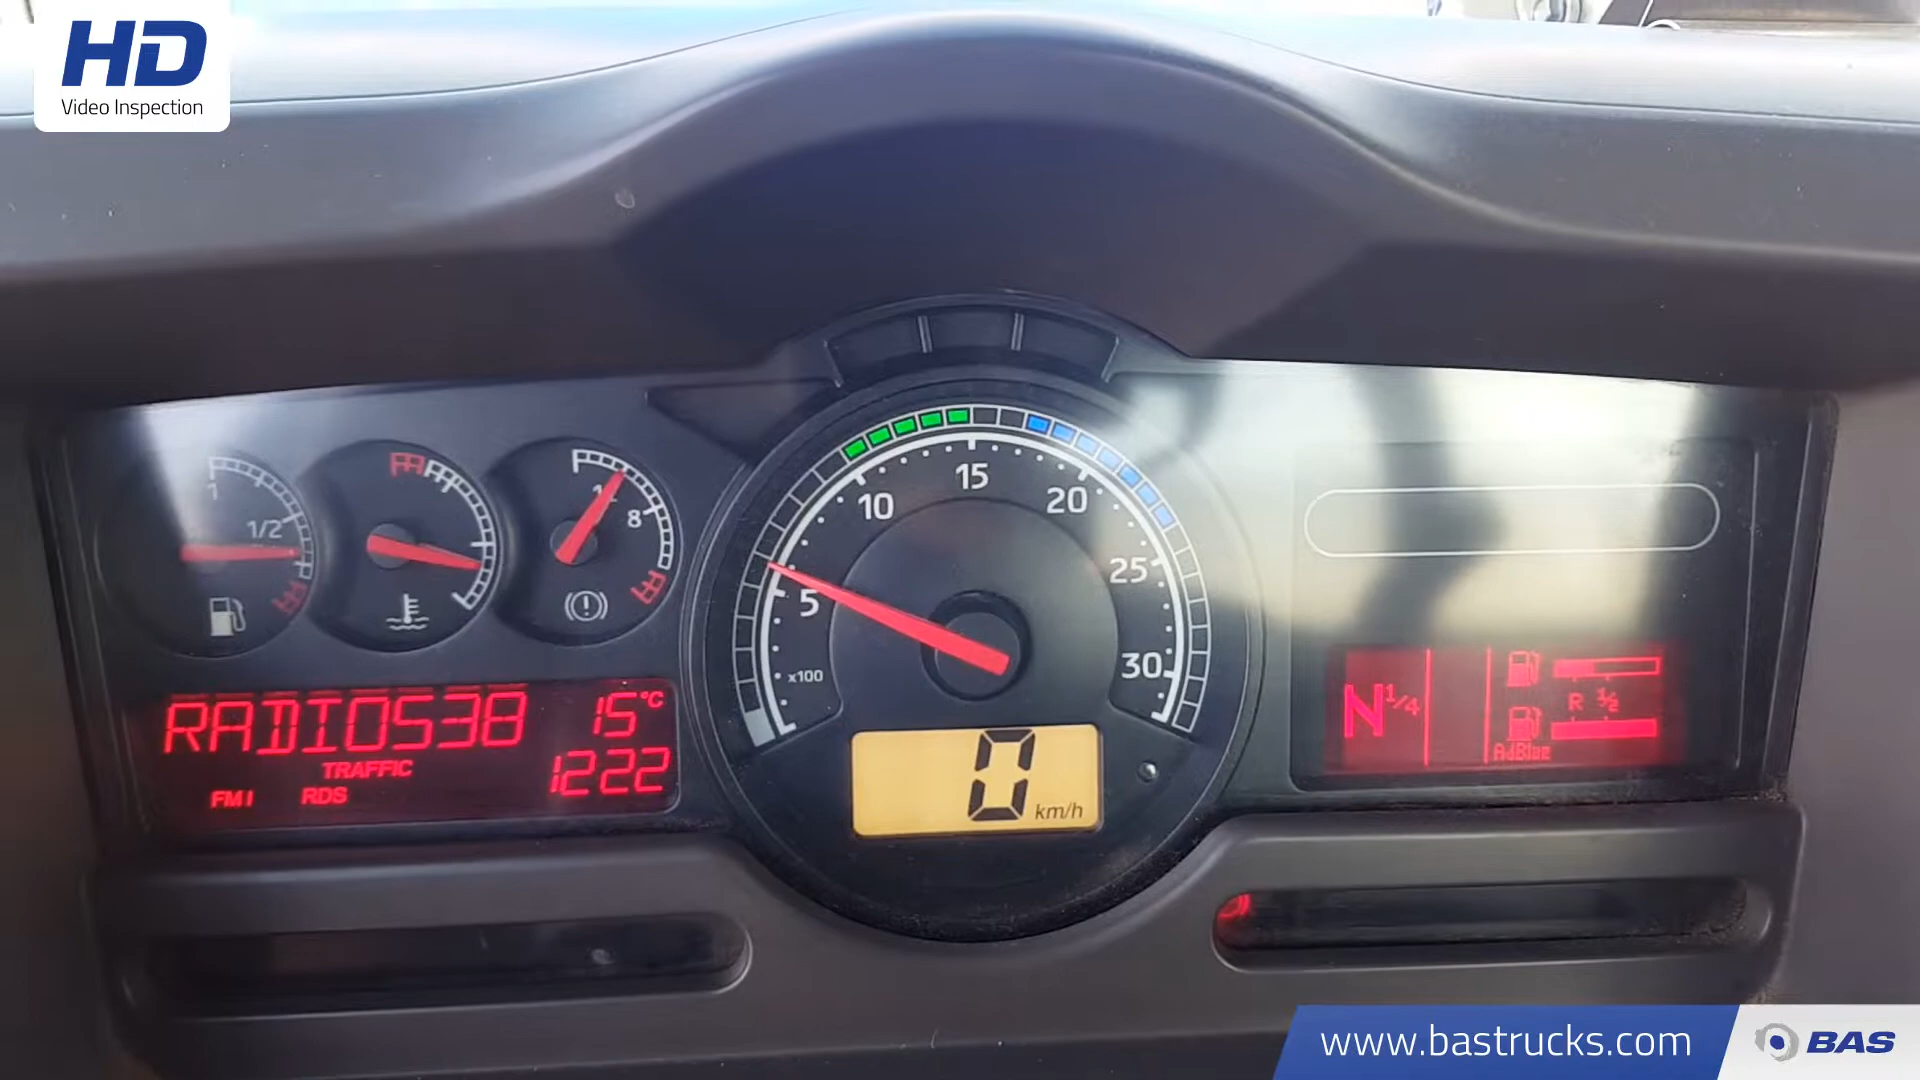 HD
Video Inspection
1
1/2
8
5
10
15
20
25
30
x100
RADIO538 15°C
TRAFFIC 1222
FM1 RDS
0 km/h
N 1/4
R 1/2
AdBlue
www.bastrucks.com
BAS